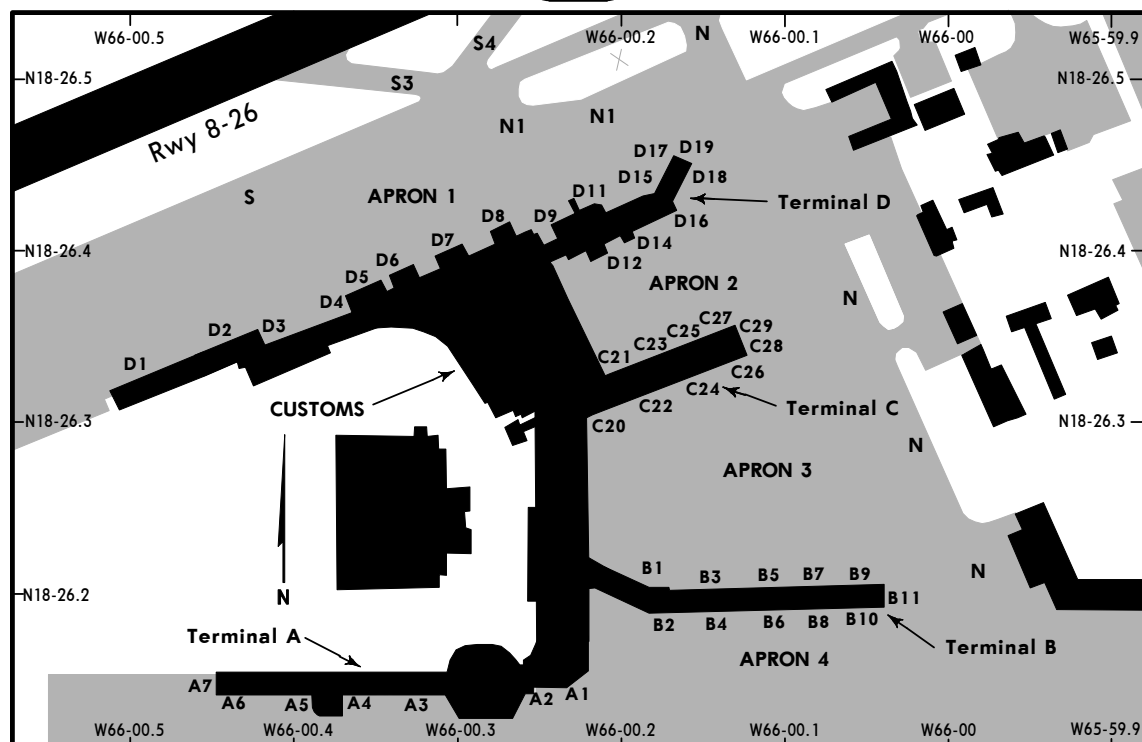 W66-00.5
W66-00.2
N
W66-00.1
W66-00
W65-59.9
S4
N18-26.5
S3
N18-26.5
N1
N1
Rwy 8-26
D17
D19
D15
D18
S
APRON 1
D11
Terminal D
D8
D9
D16
D7
D14
N18-26.4
D6
D12
N18-26.4
D5
APRON 2
D4
N
C27
D2
D3
C25
C29
C23
C28
D1
C21
C26
C24
C22
CUSTOMS
Terminal C
N18-26.3
C20
N18-26.3
N
APRON 3
B1
B3
B5
B7
B9
N
N18-26.2
N
B11
B2
B4
B6
B8
B10
Terminal A
Terminal B
APRON 4
A7
A6
A5
A4
A3
A2
A1
W66-00.5
W66-00.4
W66-00.3
W66-00.2
W66-00.1
W66-00
W65-59.9